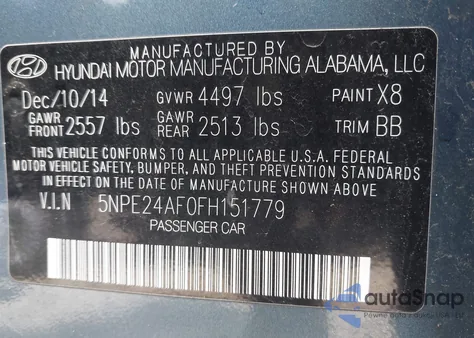 MANUFACTURED BY
HYUNDAI MOTOR MANUFACTURING ALABAMA, LLC
Dec/10/14 GVWR 4497 lbs PAINT X8
GAWR FRONT 2557 lbs GAWR REAR 2513 lbs TRIM BB
THIS VEHICLE CONFORMS TO ALL APPLICABLE U.S.A. FEDERAL
MOTOR VEHICLE SAFETY, BUMPER, AND THEFT PREVENTION STANDARDS
IN EFFECT ON THE DATE OF MANUFACTURE SHOWN ABOVE.
V.I.N 5NPE24AF0FH151779
PASSENGER CAR
autoSnap